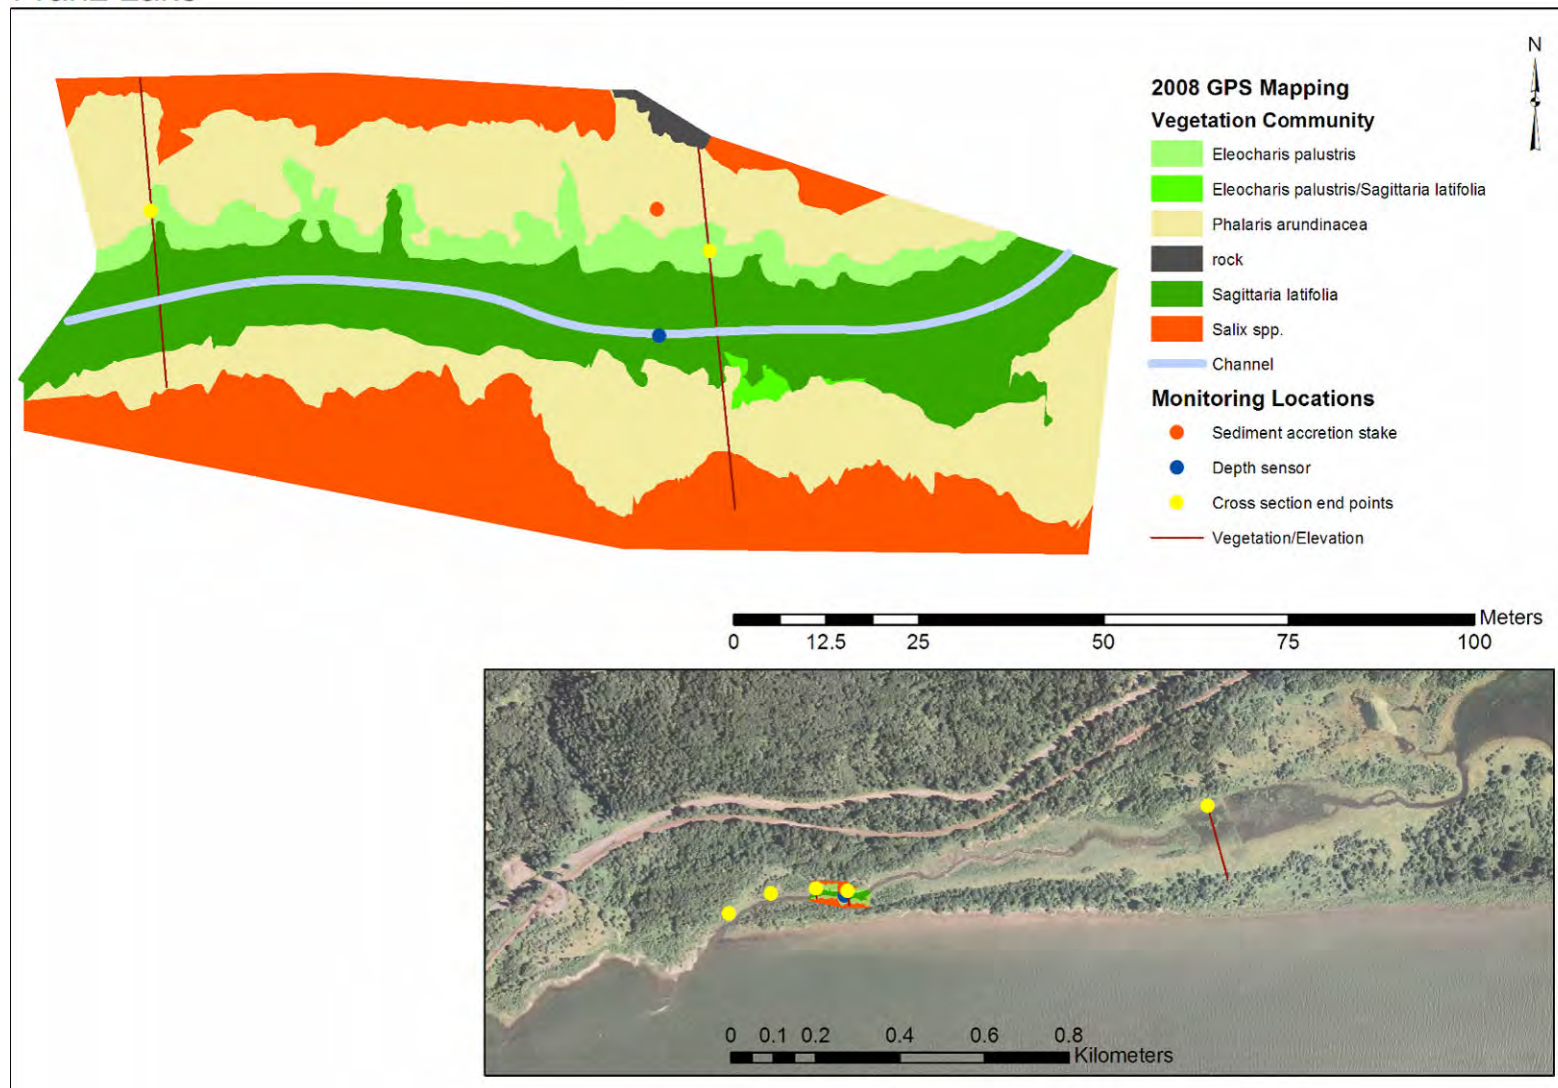 N
2008 GPS Mapping
Vegetation Community
Eleocharis palustris
Eleocharis palustris/Sagittaria latifolia
Phalaris arundinacea
rock
Sagittaria latifolia
Salix spp.
Channel
Monitoring Locations
Sediment accretion stake
Depth sensor
Cross section end points
Vegetation/Elevation
Meters
0 12.5 25 50 75 100
0 0.1 0.2 0.4 0.6 0.8
Kilometers